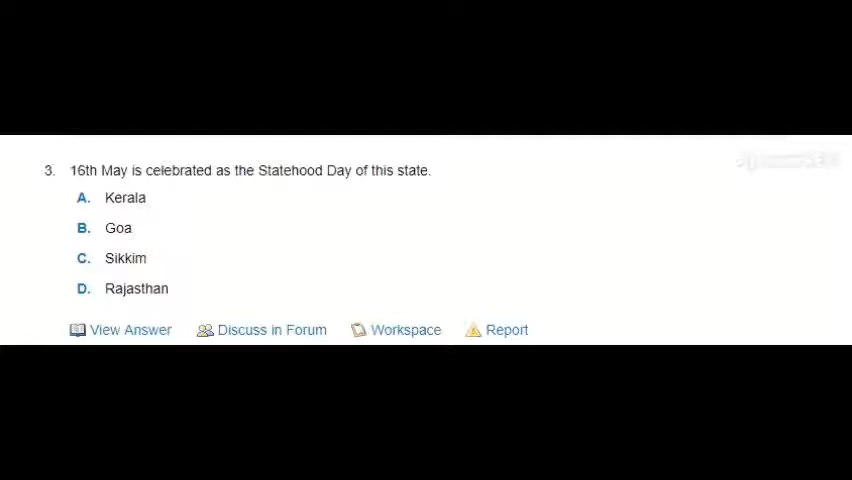 3. 16th May is celebrated as the Statehood Day of this state.
A. Kerala
B. Goa
C. Sikkim
D. Rajasthan
View Answer Discuss in Forum Workspace Report